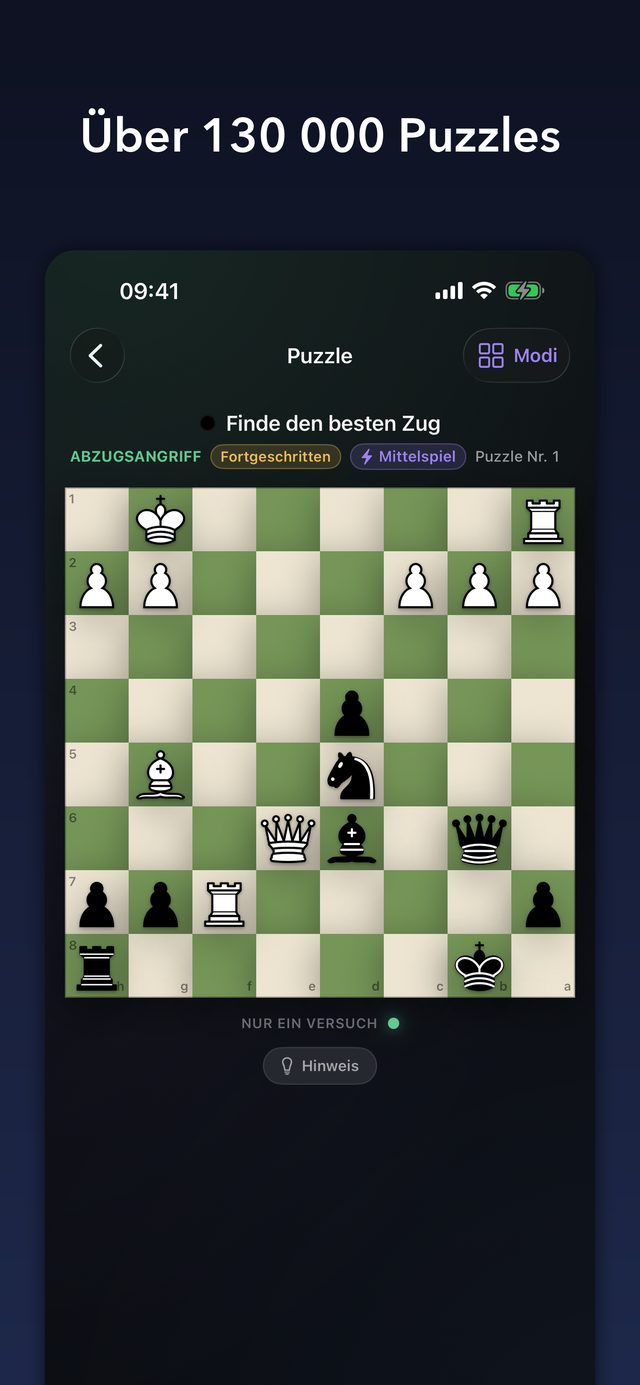 Über 130 000 Puzzles
09:41
Puzzle
Modi
Finde den besten Zug
ABZUGSANGRIFF Fortgeschritten Mittelspiel Puzzle Nr. 1
1
2
3
4
5
6
7
8
h g f e d c b a
NUR EIN VERSUCH
Hinweis